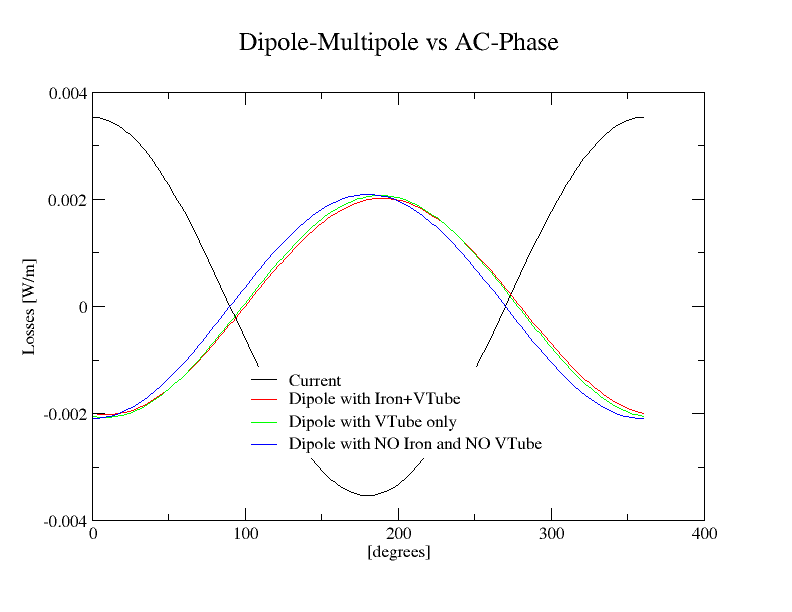 Dipole-Multipole vs AC-Phase
0.004
0.002
0
-0.002
-0.004
Losses [W/m]
Current
Dipole with Iron+VTube
Dipole with VTube only
Dipole with NO Iron and NO VTube
0 100 200 300 400
[degrees]